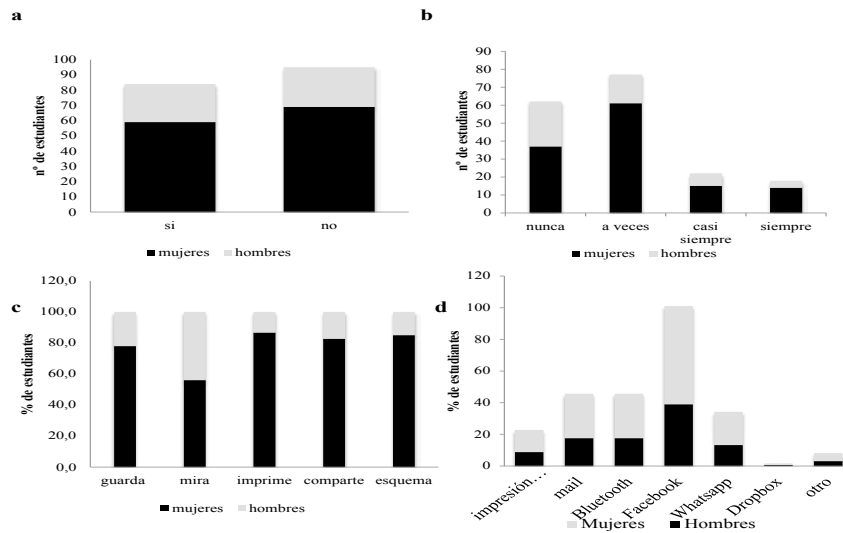 a
nº de estudiantes
100
90
80
70
60
50
40
30
20
10
0
si no
mujeres hombres
b
nº de estudiantes
90
80
70
60
50
40
30
20
10
0
nunca a veces casi siempre siempre
mujeres hombres
c
% de estudiantes
120,0
100,0
80,0
60,0
40,0
20,0
0,0
guarda mira imprime comparte esquema
mujeres hombres
d
% de estudiantes
120
100
80
60
40
20
0
impresión… mail Bluetooth Facebook Whatsapp Dropbox otro
Mujeres Hombres